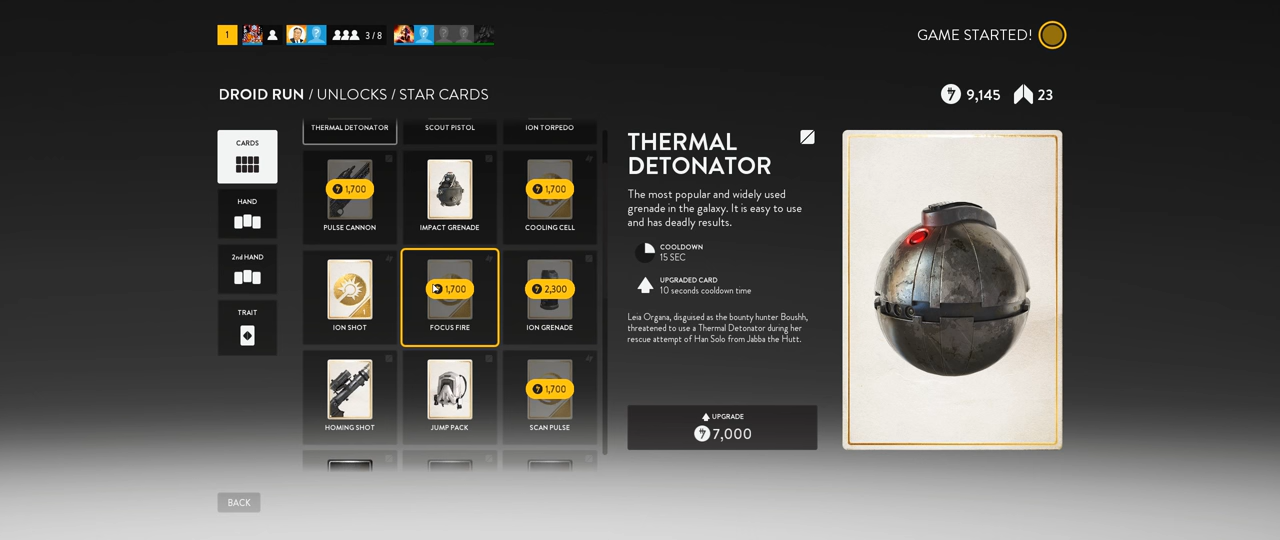 1
3 / 8
GAME STARTED!
DROID RUN / UNLOCKS / STAR CARDS
9,145
23
CARDS
HAND
2nd HAND
TRAIT
THERMAL DETONATOR
SCOUT PISTOL
ION TORPEDO
1,700
1,700
PULSE CANNON
IMPACT GRENADE
COOLING CELL
1,700
2,300
ION SHOT
FOCUS FIRE
ION GRENADE
1,700
HOMING SHOT
JUMP PACK
SCAN PULSE
THERMAL
DETONATOR
The most popular and widely used
grenade in the galaxy. It is easy to use
and has deadly results.
COOLDOWN
15 SEC
UPGRADED CARD
10 seconds cooldown time
Leia Organa, disguised as the bounty hunter Boushh,
threatened to use a Thermal Detonator during her
rescue attempt of Han Solo from Jabba the Hutt.
UPGRADE
7,000
BACK